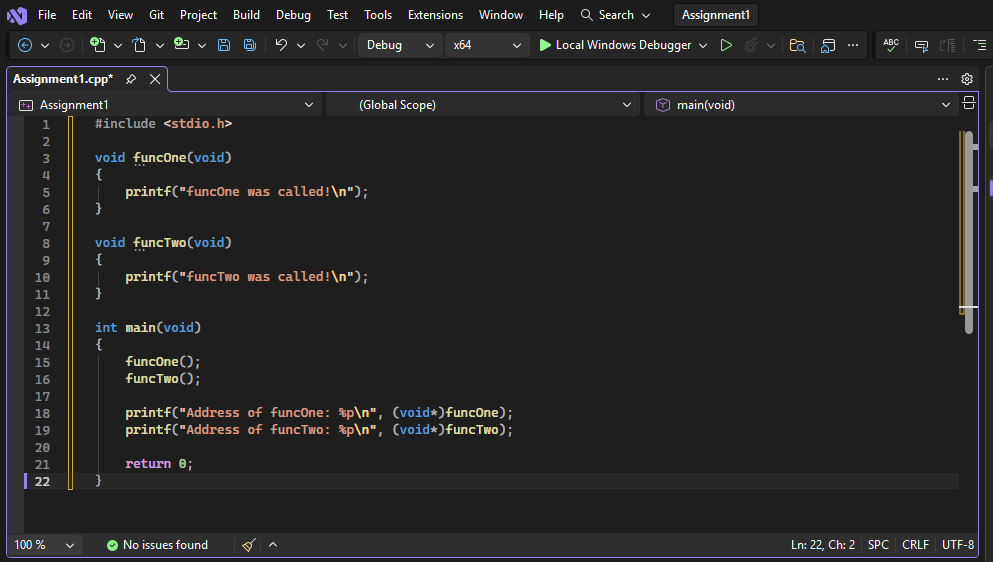 File Edit View Git Project Build Debug Test Tools Extensions Window Help Search Assignment1
Debug x64 Local Windows Debugger ABC
Assignment1.cpp*
Assignment1 (Global Scope) main(void)
1 #include <stdio.h>
2
3 void funcOne(void)
4 {
5 printf("funcOne was called!\n");
6 }
7
8 void funcTwo(void)
9 {
10 printf("funcTwo was called!\n");
11 }
12
13 int main(void)
14 {
15 funcOne();
16 funcTwo();
17
18 printf("Address of funcOne: %p\n", (void*)funcOne);
19 printf("Address of funcTwo: %p\n", (void*)funcTwo);
20
21 return 0;
22 }
100 % No issues found Ln: 22, Ch: 2 SPC CRLF UTF-8